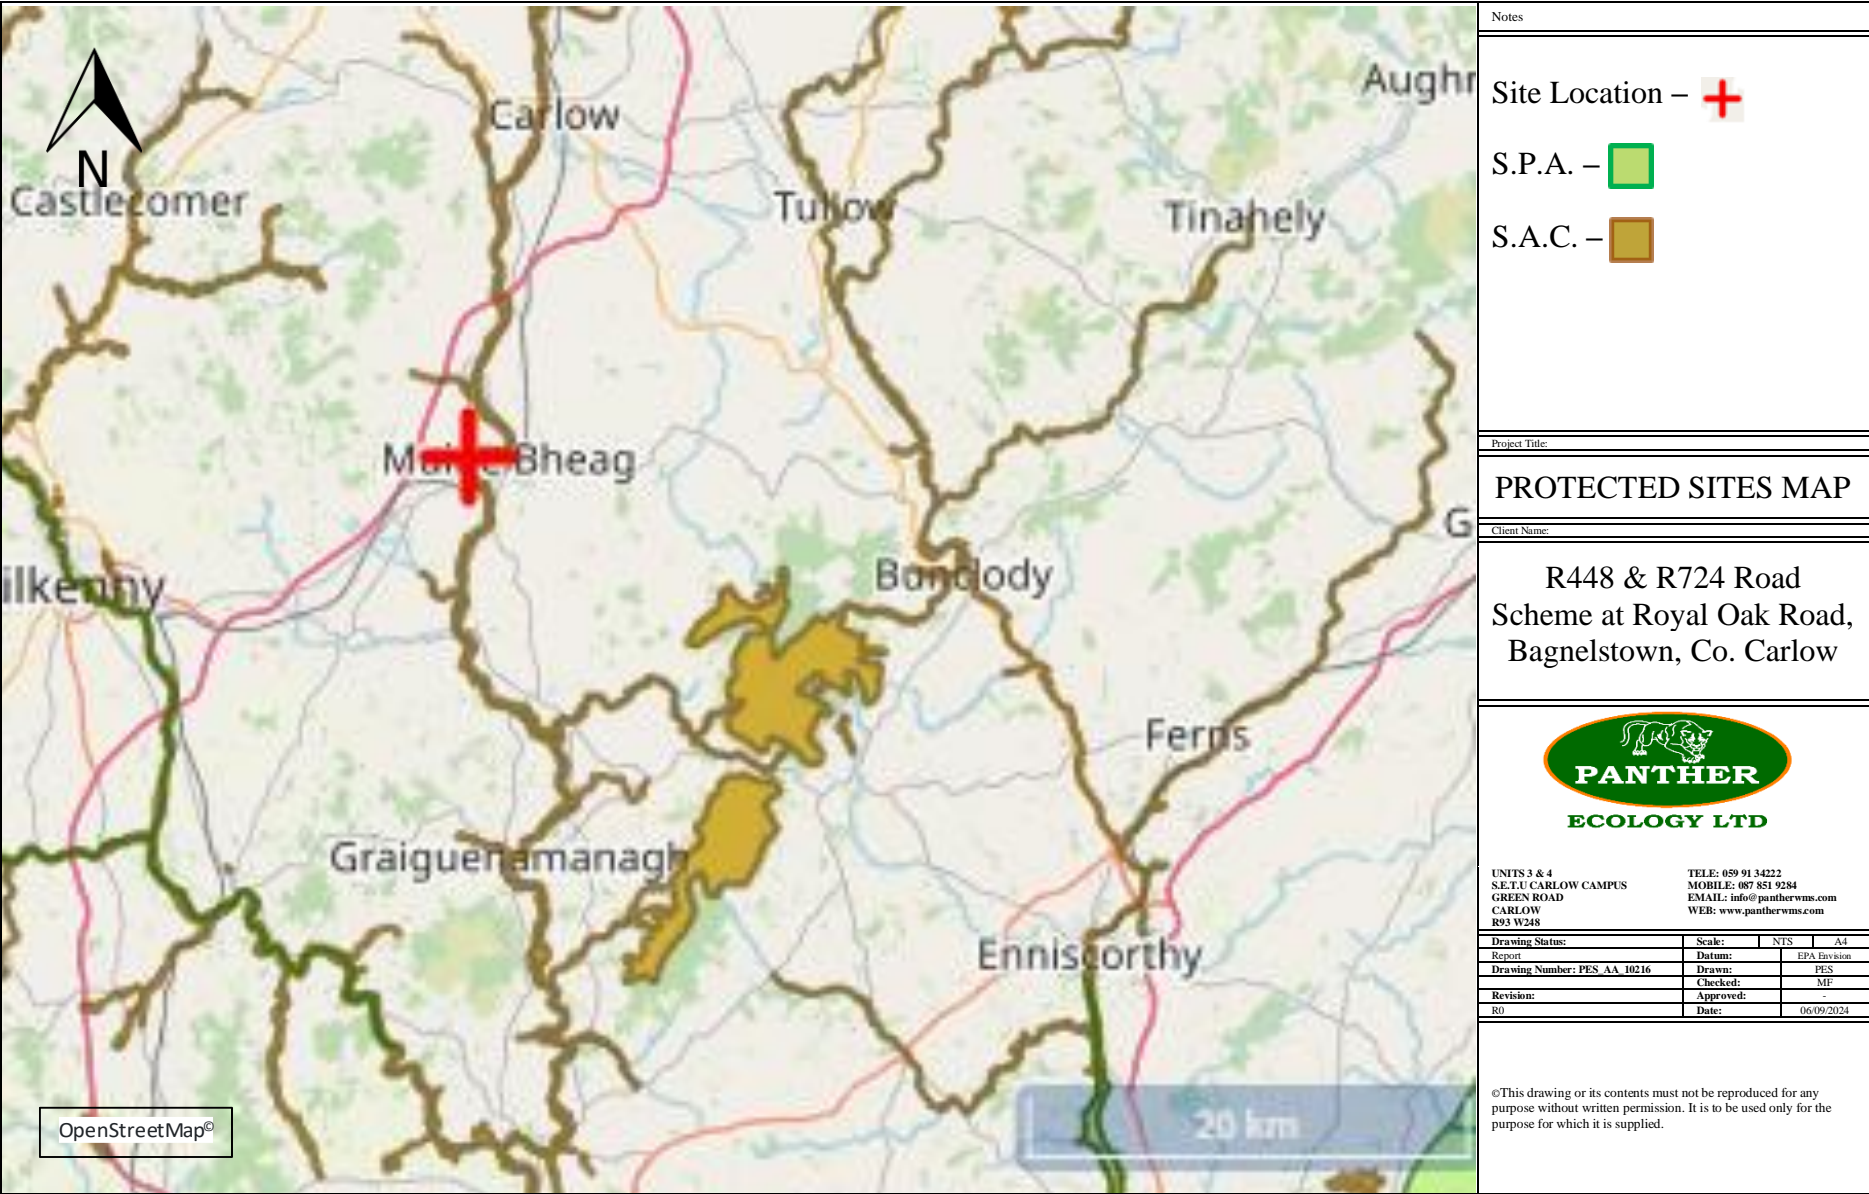 N
Carlow
Aughr
Castlecomer
Tullow
Tinahely
Bheag
G
ilkenny
Bunclody
Ferns
Graiguenamanagh
Enniscorthy
20 km
OpenStreetMap©
Notes
Site Location –
S.P.A. –
S.A.C. –
Project Title:
PROTECTED SITES MAP
Client Name:
R448 & R724 Road
Scheme at Royal Oak Road,
Bagnelstown, Co. Carlow
PANTHER
ECOLOGY LTD
UNITS 3 & 4
S.E.T.U CARLOW CAMPUS
GREEN ROAD
CARLOW
R93 W248
TELE: 059 91 34222
MOBILE: 087 851 9284
EMAIL: info@pantherwms.com
WEB: www.pantherwms.com
Drawing Status: Scale: NTS A4
Report Datum: EPA Envision
Drawing Number: PES_AA_10216 Drawn: PES
Checked: MF
Revision: Approved: -
R0 Date: 06/09/2024
©This drawing or its contents must not be reproduced for any
purpose without written permission. It is to be used only for the
purpose for which it is supplied.